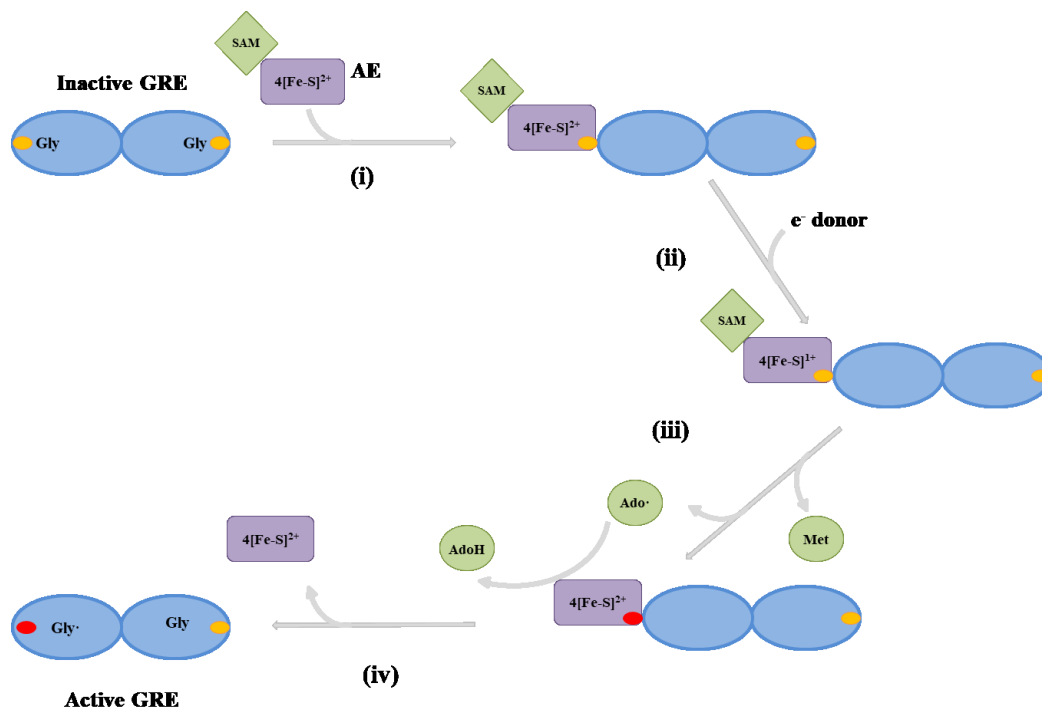 SAM
4[Fe-S]²⁺
AE
Inactive GRE
Gly
Gly
(i)
SAM
4[Fe-S]²⁺
e⁻ donor
(ii)
SAM
4[Fe-S]¹⁺
(iii)
Ado·
Met
AdoH
4[Fe-S]²⁺
4[Fe-S]²⁺
Gly·
Gly
(iv)
Active GRE